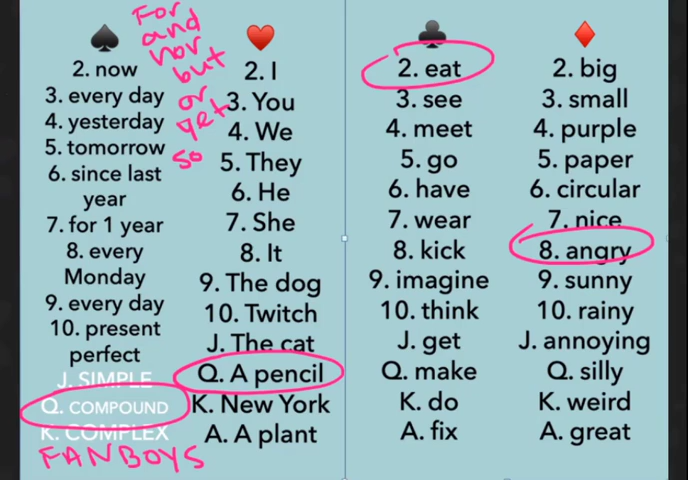 For
and
nor
but
or
yet
so
2. now
3. every day
4. yesterday
5. tomorrow
6. since last
year
7. for 1 year
8. every
Monday
9. every day
10. present
perfect
J. SIMPLE
Q. COMPOUND
K. COMPLEX
FANBOYS
2. I
3. You
4. We
5. They
6. He
7. She
8. It
9. The dog
10. Twitch
J. The cat
Q. A pencil
K. New York
A. A plant
2. eat
3. see
4. meet
5. go
6. have
7. wear
8. kick
9. imagine
10. think
J. get
Q. make
K. do
A. fix
2. big
3. small
4. purple
5. paper
6. circular
7. nice
8. angry
9. sunny
10. rainy
J. annoying
Q. silly
K. weird
A. great